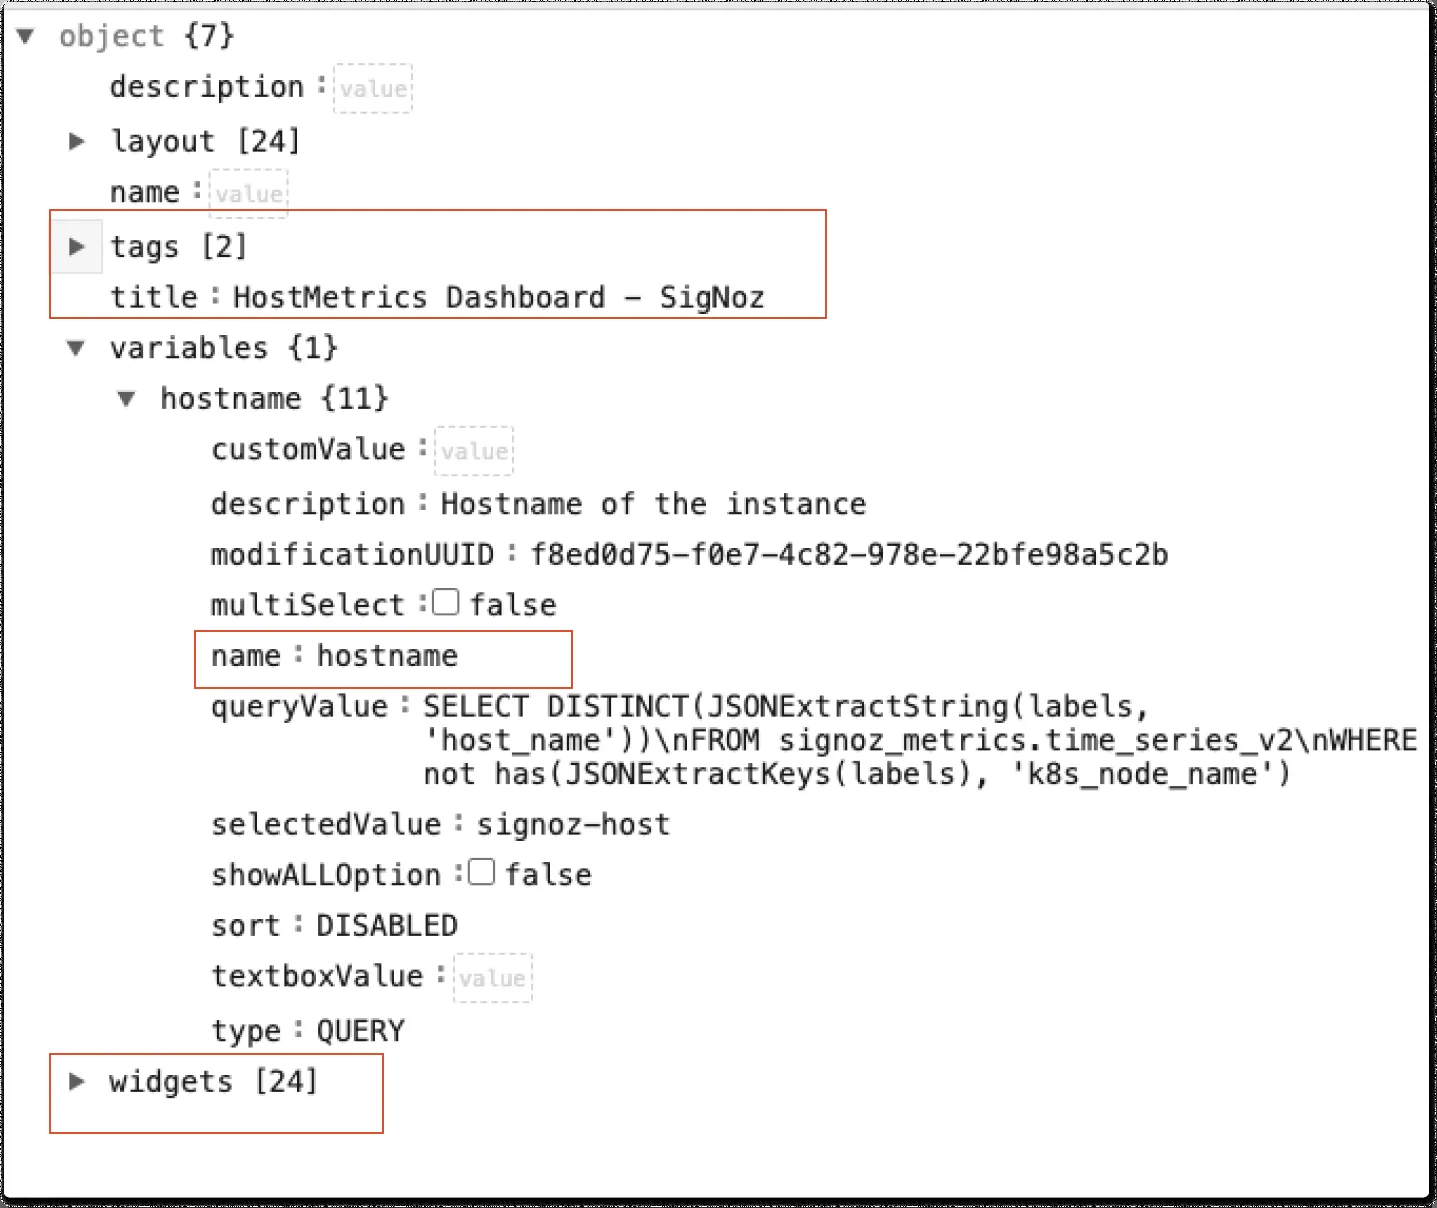 object {7}
description : value
layout [24]
name : value
tags [2]
title : HostMetrics Dashboard – SigNoz
variables {1}
hostname {11}
customValue : value
description : Hostname of the instance
modificationUUID : f8ed0d75-f0e7-4c82-978e-22bfe98a5c2b
multiSelect : false
name : hostname
queryValue : SELECT DISTINCT(JSONExtractString(labels,
'host_name'))\nFROM signoz_metrics.time_series_v2\nWHERE
not has(JSONExtractKeys(labels), 'k8s_node_name')
selectedValue : signoz-host
showALLOption : false
sort : DISABLED
textboxValue : value
type : QUERY
widgets [24]